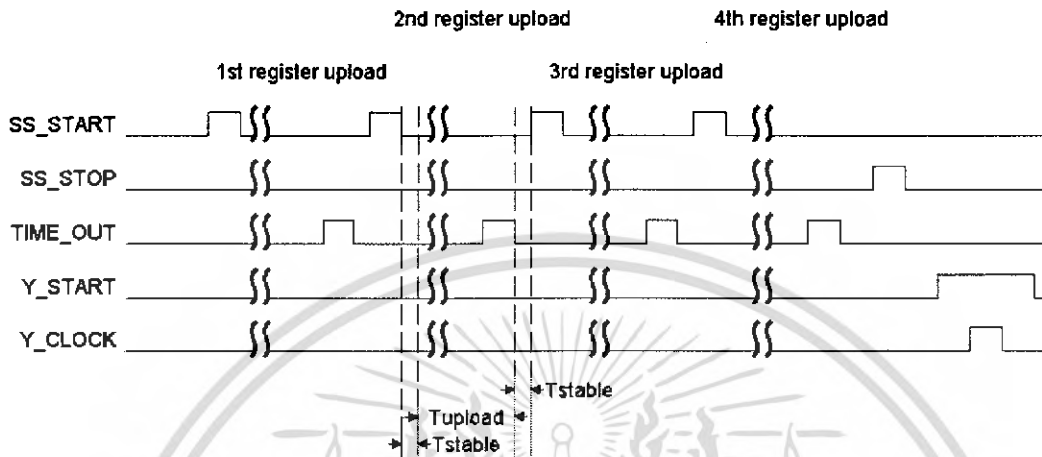 2nd register upload
4th register upload
1st register upload
3rd register upload
SS_START
SS_STOP
TIME_OUT
Y_START
Y_CLOCK
Tstable
Tupload
Tstable